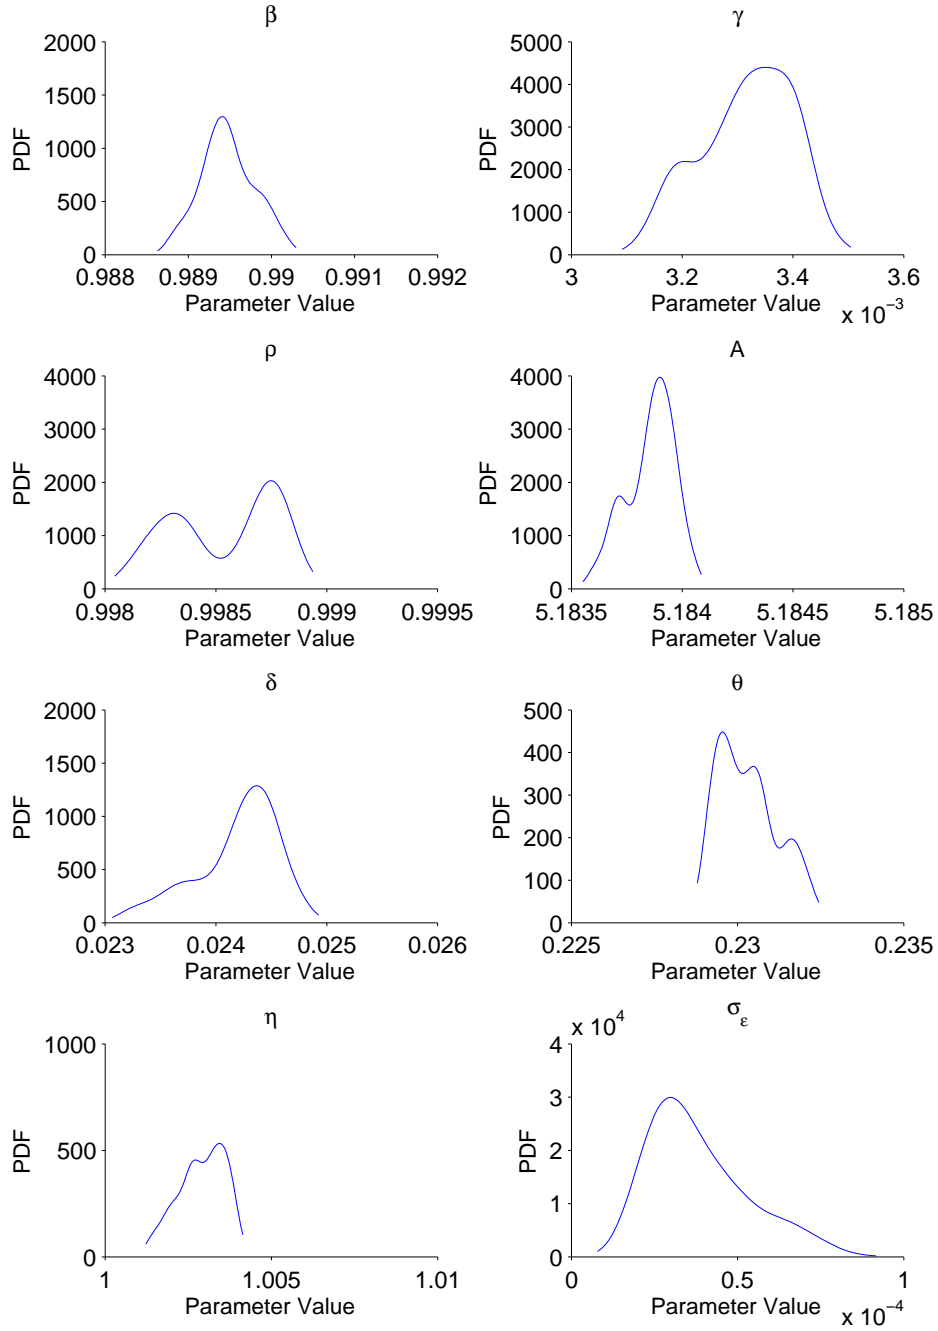 β
γ
2000
1500
1000
500
0
PDF
0.988
0.989
0.99
0.991
0.992
Parameter Value
5000
4000
3000
2000
1000
0
PDF
3
3.2
3.4
3.6
Parameter Value
x 10⁻³
ρ
A
4000
3000
2000
1000
0
PDF
0.998
0.9985
0.999
0.9995
Parameter Value
4000
3000
2000
1000
0
PDF
5.1835
5.184
5.1845
5.185
Parameter Value
δ
θ
2000
1500
1000
500
0
PDF
0.023
0.024
0.025
0.026
Parameter Value
500
400
300
200
100
0
PDF
0.225
0.23
0.235
Parameter Value
η
σ_ε
1000
500
0
PDF
1
1.005
1.01
Parameter Value
x 10⁴
4
3
2
1
0
PDF
0
0.5
1
Parameter Value
x 10⁻⁴